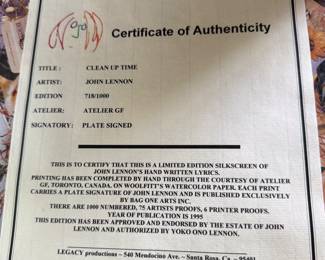 Certificate of Authenticity
TITLE : CLEAN UP TIME
ARTIST: JOHN LENNON
EDITION 718/1000
ATELIER: ATELIER GF
SIGNATORY: PLATE SIGNED
THIS IS TO CERTIFY THAT THIS IS A LIMITED EDITION SILKSCREEN OF
JOHN LENNON'S HAND WRITTEN LYRICS.
PRINTING HAS BEEN COMPLETED BY HAND THROUGH THE COURTESY OF ATELIER
GF, TORONTO, CANADA, ON WOOLFITT'S WATERCOLOR PAPER. EACH PRINT
CARRIES A PLATE SIGNATURE OF JOHN LENNON AND IS PUBLISHED EXCLUSIVELY
BY BAG ONE ARTS INC.
THERE ARE 1000 NUMBERED, 75 ARTISTS PROOFS, 6 PRINTER PROOFS.
YEAR OF PUBLICATION IS 1995
THIS EDITION HAS BEEN APPROVED AND ENDORSED BY THE ESTATE OF JOHN
LENNON AND AUTHORIZED BY YOKO ONO LENNON.
LEGACY productions ~ 540 Mendocino Ave. ~ Santa Rosa, Ca. ~ 95401